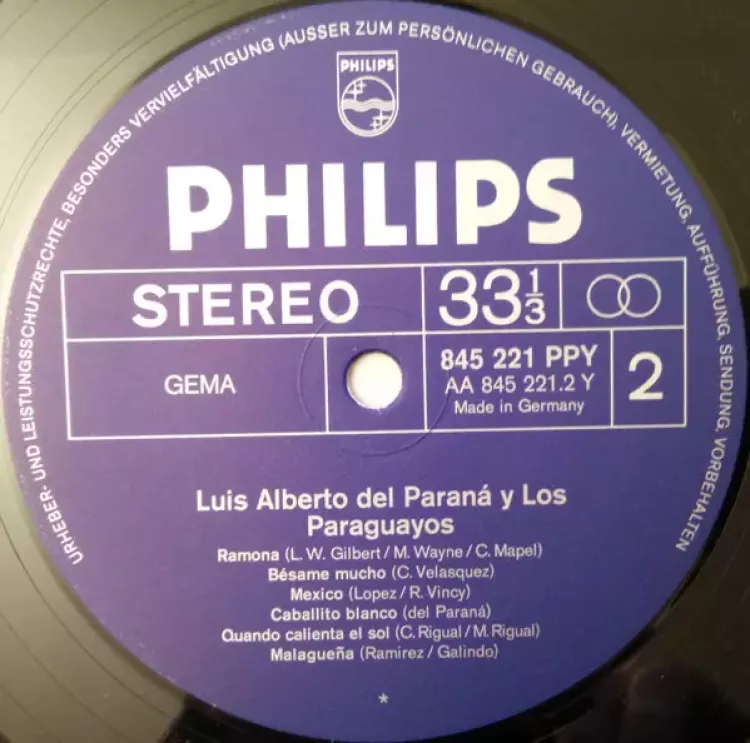 URHEBER- UND LEISTUNGSSCHUTZRECHTE, BESONDERS VERVIELFÄLTIGUNG (AUSSER ZUM PERSÖNLICHEN GEBRAUCH), VERMIETUNG, AUFFÜHRUNG, SENDUNG, VORBEHALTEN
PHILIPS
PHILIPS
STEREO 33 1/3
GEMA 845 221 PPY 2
AA 845 221.2 Y
Made in Germany
Luis Alberto del Paraná y Los
Paraguayos
Ramona (L. W. Gilbert / M. Wayne / C. Mapel)
Bésame mucho (C. Velasquez)
Mexico (Lopez / R. Vincy)
Caballito blanco (del Paraná)
Quando calienta el sol (C. Rigual / M. Rigual)
Malagueña (Ramirez / Galindo)
*